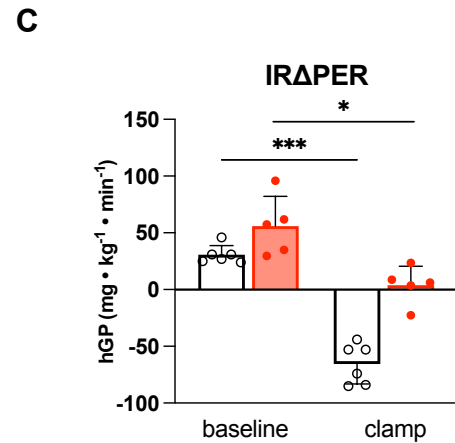 C
IRΔPER
*
***
150
100
50
0
-50
-100
hGP (mg • kg⁻¹ • min⁻¹)
baseline clamp